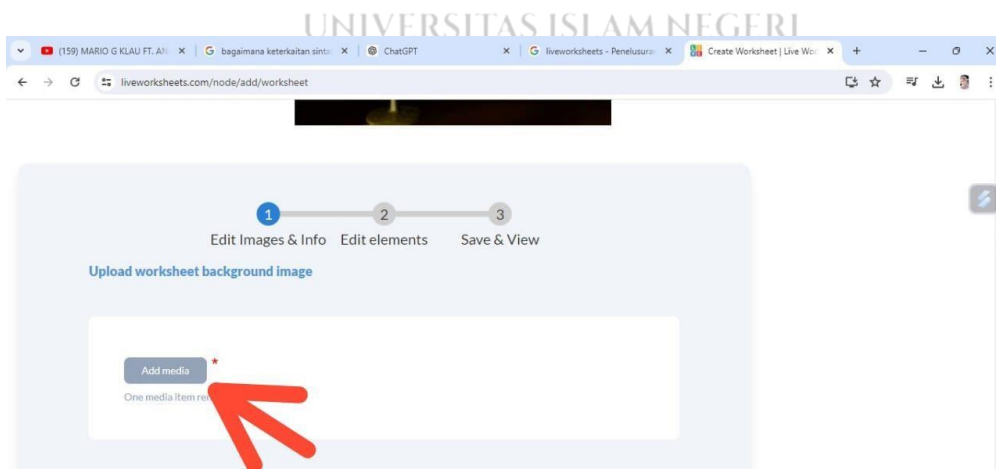 UNIVERSITAS ISLAM NEGERI
(159) MARIO G KLAU FT. AN
bagaimana keterkaitan sinta
ChatGPT
liveworksheets - Penelusuran
Create Worksheet | Live Wor
liveworksheets.com/node/add/worksheet
1 2 3
Edit Images & Info Edit elements Save & View
Upload worksheet background image
Add media *
One media item